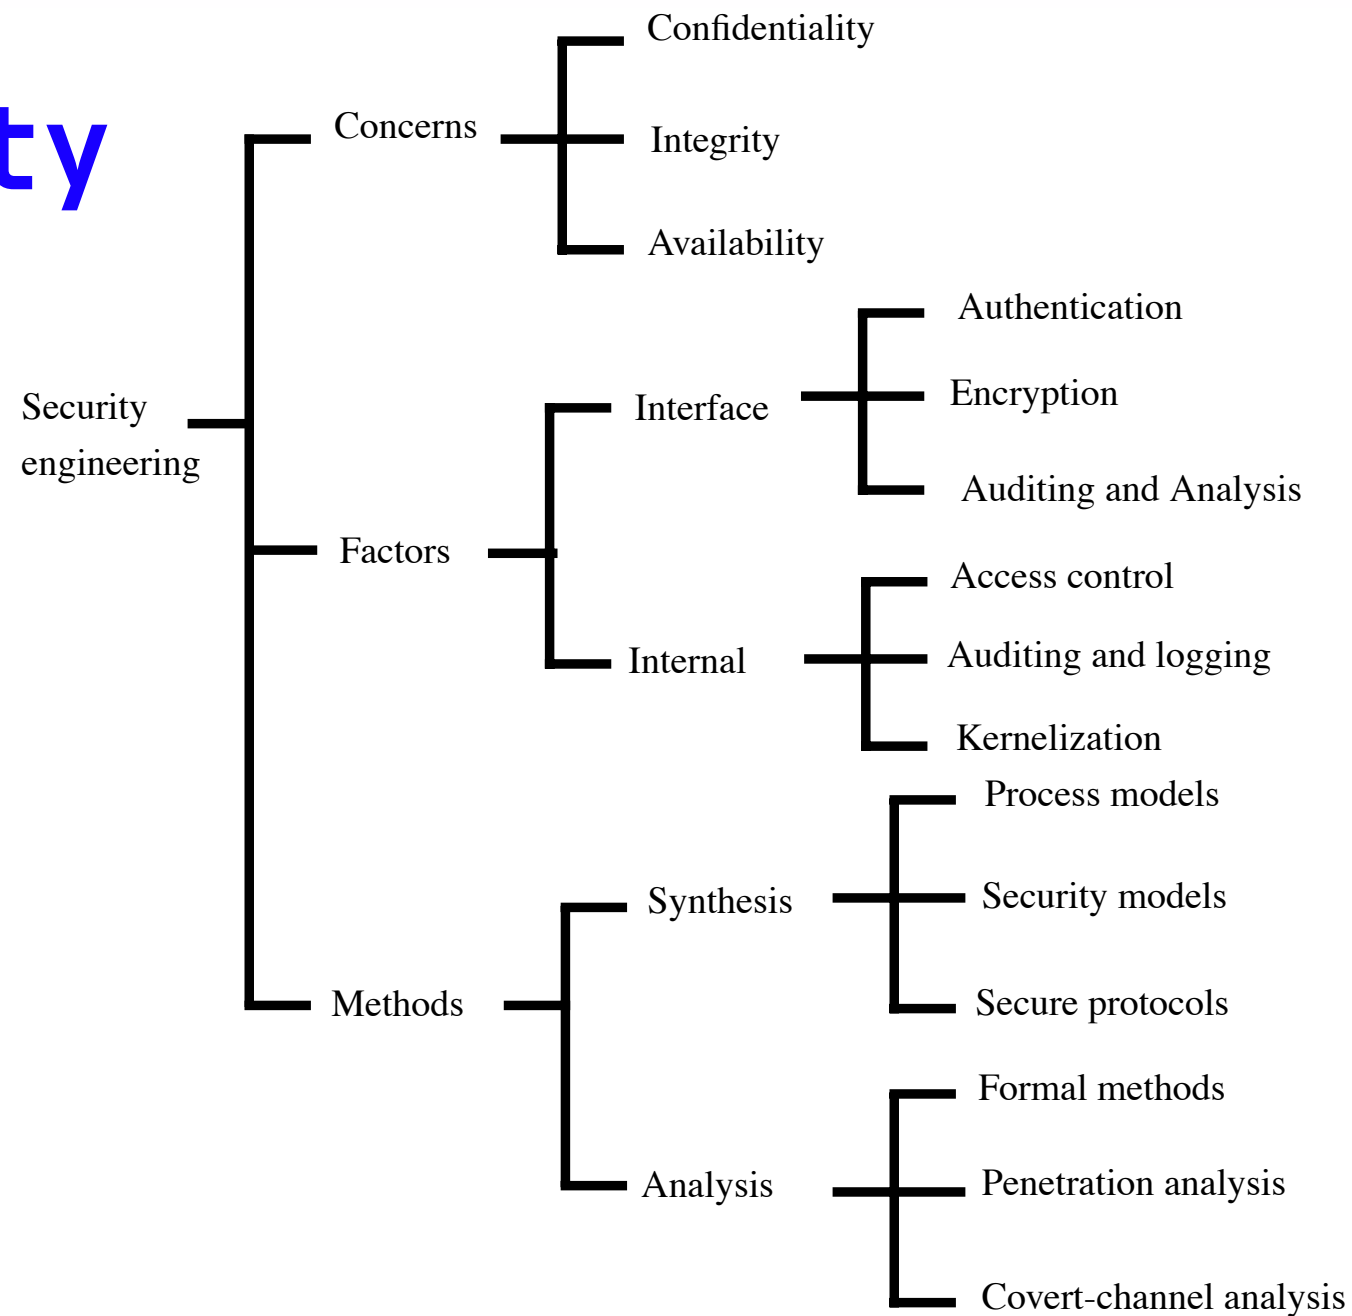 ty
Confidentiality
Concerns
Integrity
Availability
Authentication
Security
engineering
Interface
Encryption
Auditing and Analysis
Factors
Access control
Internal
Auditing and logging
Kernelization
Process models
Synthesis
Security models
Methods
Secure protocols
Formal methods
Analysis
Penetration analysis
Covert-channel analysis